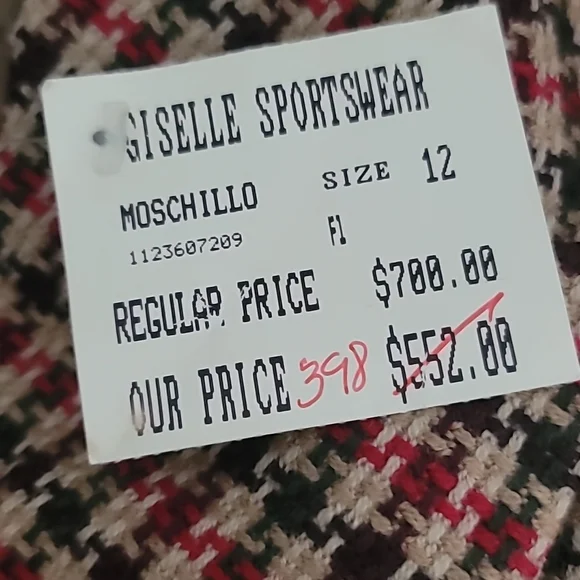 GISELLE SPORTSWEAR
MOSCHILLO SIZE 12
1123607209 F1
REGULAR PRICE $700.00
OUR PRICE 398 $552.00